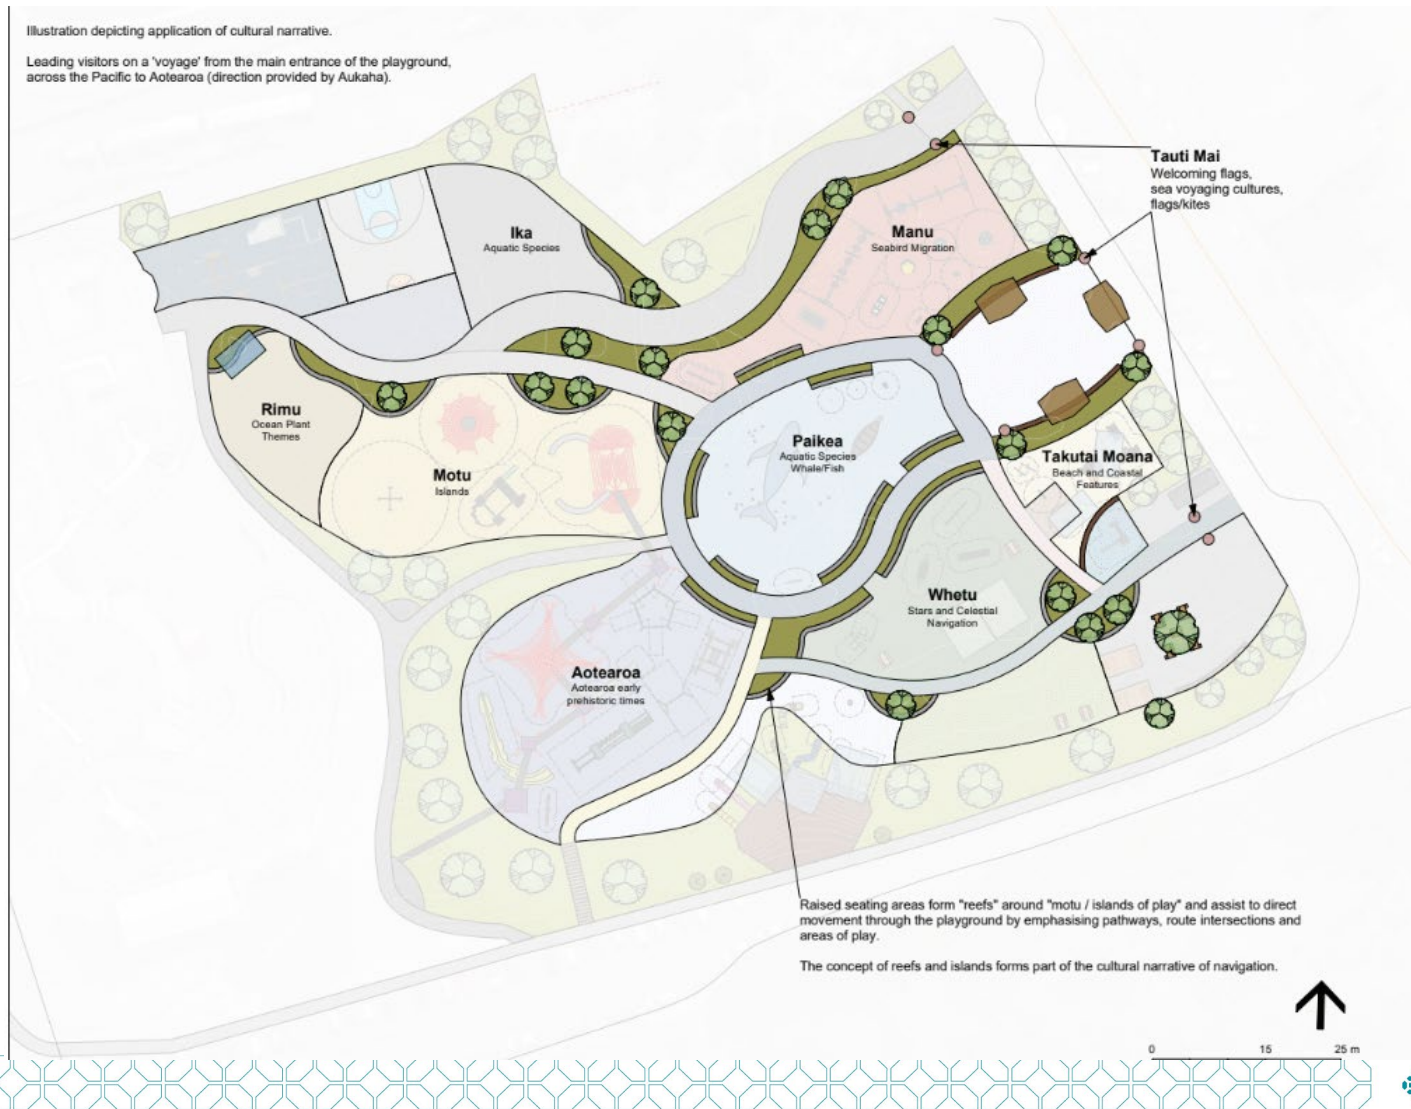 Illustration depicting application of cultural narrative.
Leading visitors on a 'voyage' from the main entrance of the playground,
across the Pacific to Aotearoa (direction provided by Aukaha).
Tauti Mai
Welcoming flags,
sea voyaging cultures,
flags/kites
Ika
Aquatic Species
Manu
Seabird Migration
Rimu
Ocean Plant
Themes
Motu
Islands
Paikea
Aquatic Species
Whale/Fish
Takutai Moana
Beach and Coastal
Features
Whetu
Stars and Celestial
Navigation
Aotearoa
Aotearoa early
prehistoric times
Raised seating areas form "reefs" around "motu / islands of play" and assist to direct
movement through the playground by emphasising pathways, route intersections and
areas of play.
The concept of reefs and islands forms part of the cultural narrative of navigation.
0 15 25 m